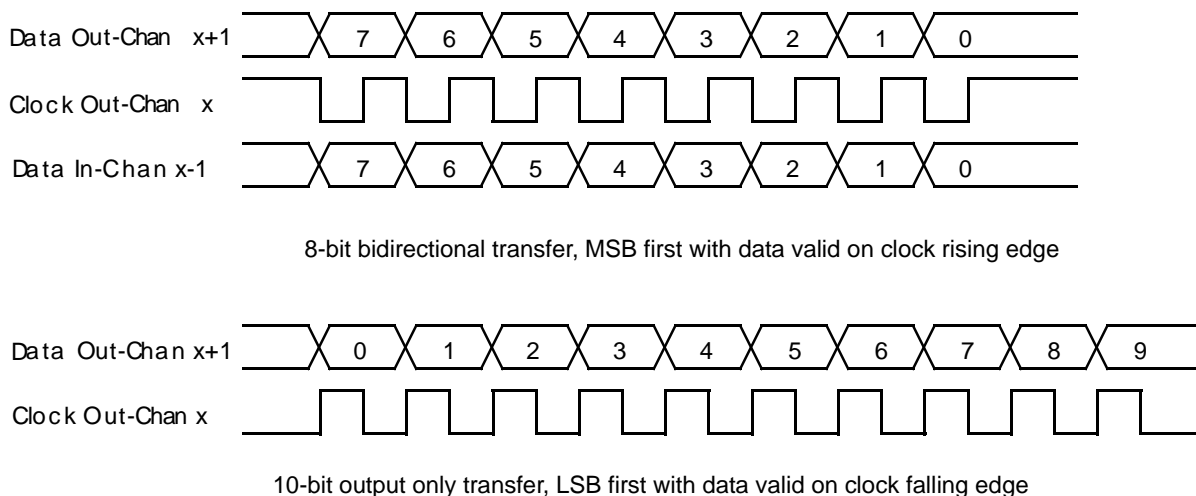 Data Out-Chan x+1 7 6 5 4 3 2 1 0
Clock Out-Chan x
Data In-Chan x-1 7 6 5 4 3 2 1 0
8-bit bidirectional transfer, MSB first with data valid on clock rising edge
Data Out-Chan x+1 0 1 2 3 4 5 6 7 8 9
Clock Out-Chan x
10-bit output only transfer, LSB first with data valid on clock falling edge